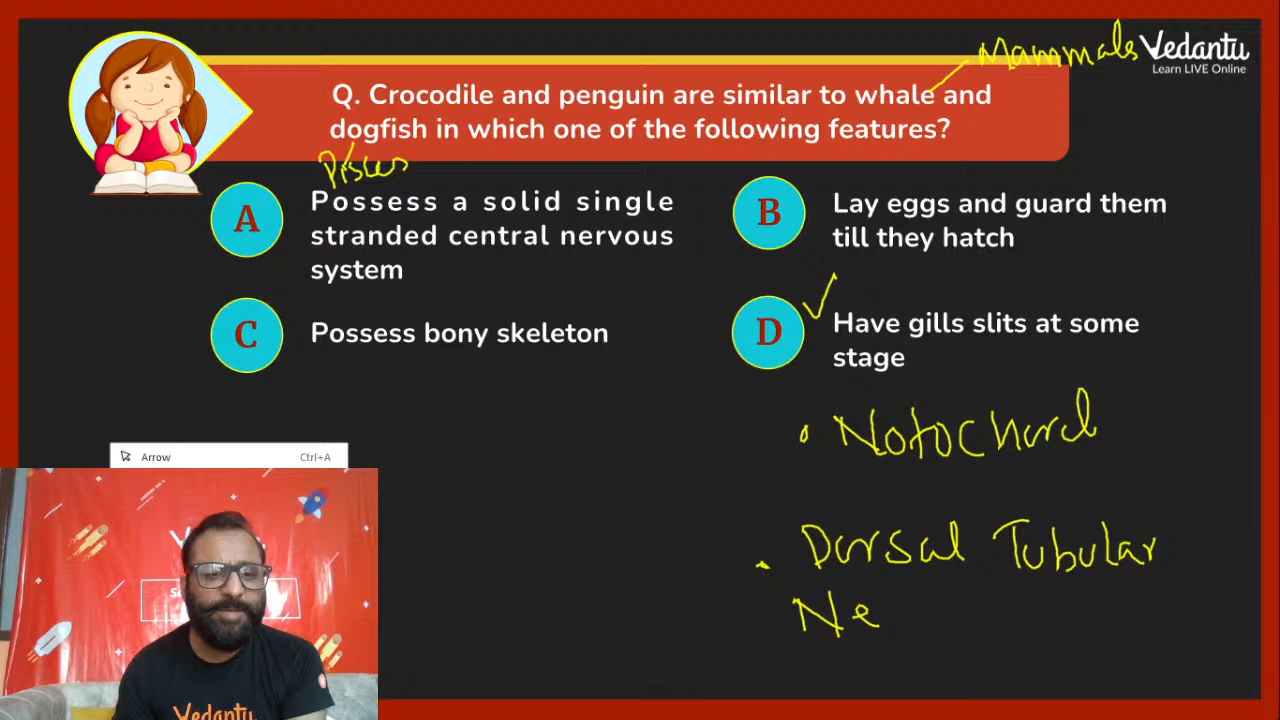 Mammals
Vedantu
Learn LIVE Online
Q. Crocodile and penguin are similar to whale and
dogfish in which one of the following features?
Pisces
A
Possess a solid single
stranded central nervous
system
B
Lay eggs and guard them
till they hatch
C
Possess bony skeleton
D
Have gills slits at some
stage
• Notochord
• Dorsal Tubular
Ne
Arrow
Ctrl+A
Vedantu